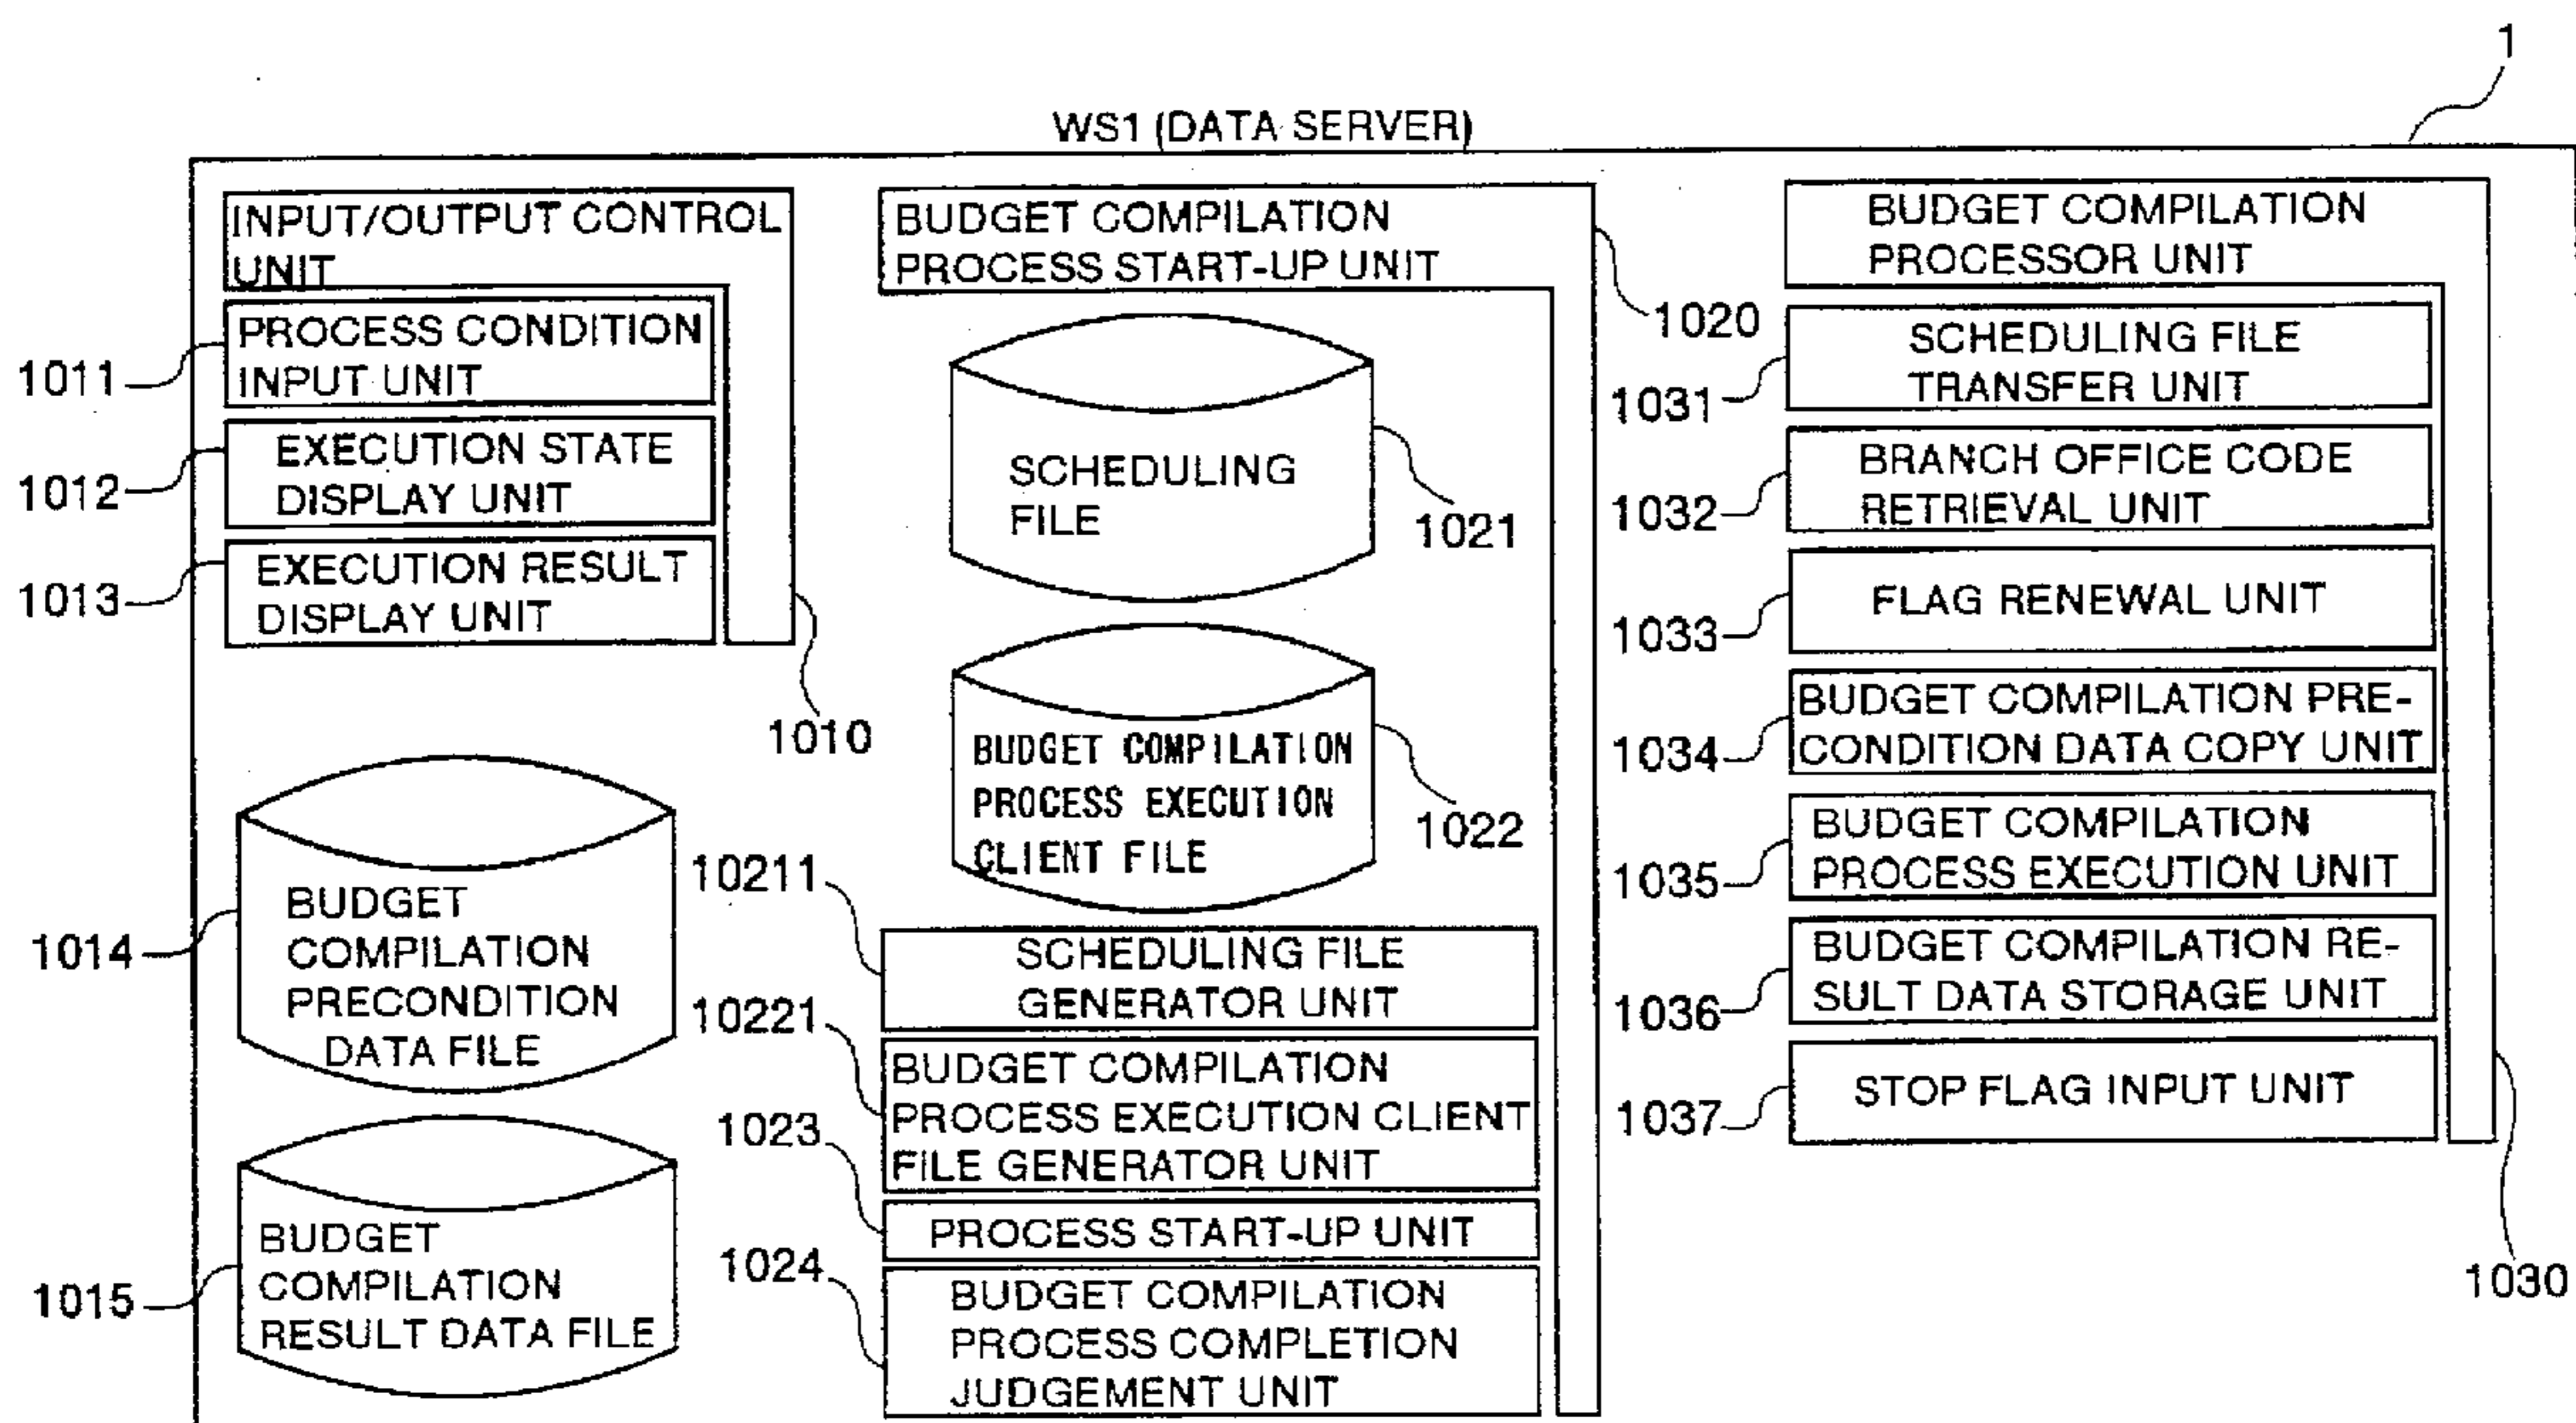 1
WS1 (DATA SERVER)
INPUT/OUTPUT CONTROL
UNIT
1011
PROCESS CONDITION
INPUT UNIT
1012
EXECUTION STATE
DISPLAY UNIT
1013
EXECUTION RESULT
DISPLAY UNIT
1010
1014
BUDGET
COMPILATION
PRECONDITION
DATA FILE
1015
BUDGET
COMPILATION
RESULT DATA FILE
BUDGET COMPILATION
PROCESS START-UP UNIT
1020
SCHEDULING
FILE
1021
BUDGET COMPILATION
PROCESS EXECUTION
CLIENT FILE
1022
10211
SCHEDULING FILE
GENERATOR UNIT
10221
BUDGET COMPILATION
PROCESS EXECUTION CLIENT
FILE GENERATOR UNIT
1023
PROCESS START-UP UNIT
1024
BUDGET COMPILATION
PROCESS COMPLETION
JUDGEMENT UNIT
BUDGET COMPILATION
PROCESSOR UNIT
1031
SCHEDULING FILE
TRANSFER UNIT
1032
BRANCH OFFICE CODE
RETRIEVAL UNIT
1033
FLAG RENEWAL UNIT
1034
BUDGET COMPILATION PRE-
CONDITION DATA COPY UNIT
1035
BUDGET COMPILATION
PROCESS EXECUTION UNIT
1036
BUDGET COMPILATION RE-
SULT DATA STORAGE UNIT
1037
STOP FLAG INPUT UNIT
1030